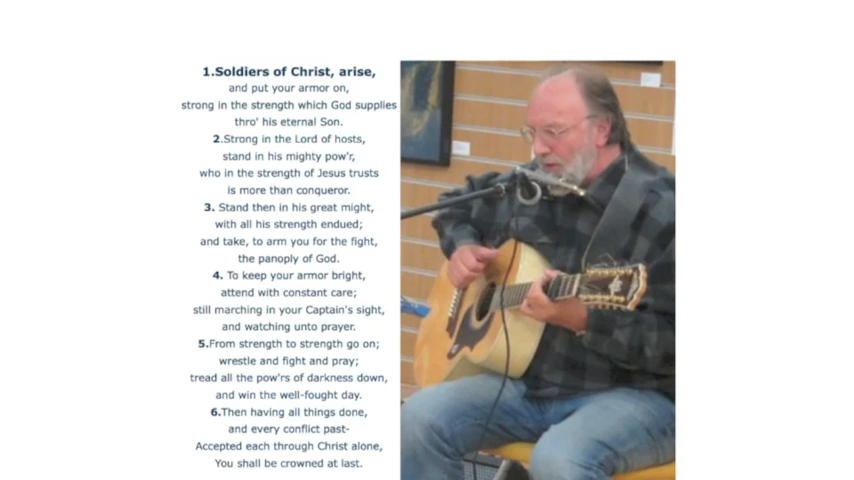 1.Soldiers of Christ, arise,
and put your armor on,
strong in the strength which God supplies
thro' his eternal Son.
2.Strong in the Lord of hosts,
stand in his mighty pow'r,
who in the strength of Jesus trusts
is more than conqueror.
3. Stand then in his great might,
with all his strength endued;
and take, to arm you for the fight,
the panoply of God.
4. To keep your armor bright,
attend with constant care;
still marching in your Captain's sight,
and watching unto prayer.
5.From strength to strength go on;
wrestle and fight and pray;
tread all the pow'rs of darkness down,
and win the well-fought day.
6.Then having all things done,
and every conflict past-
Accepted each through Christ alone,
You shall be crowned at last.